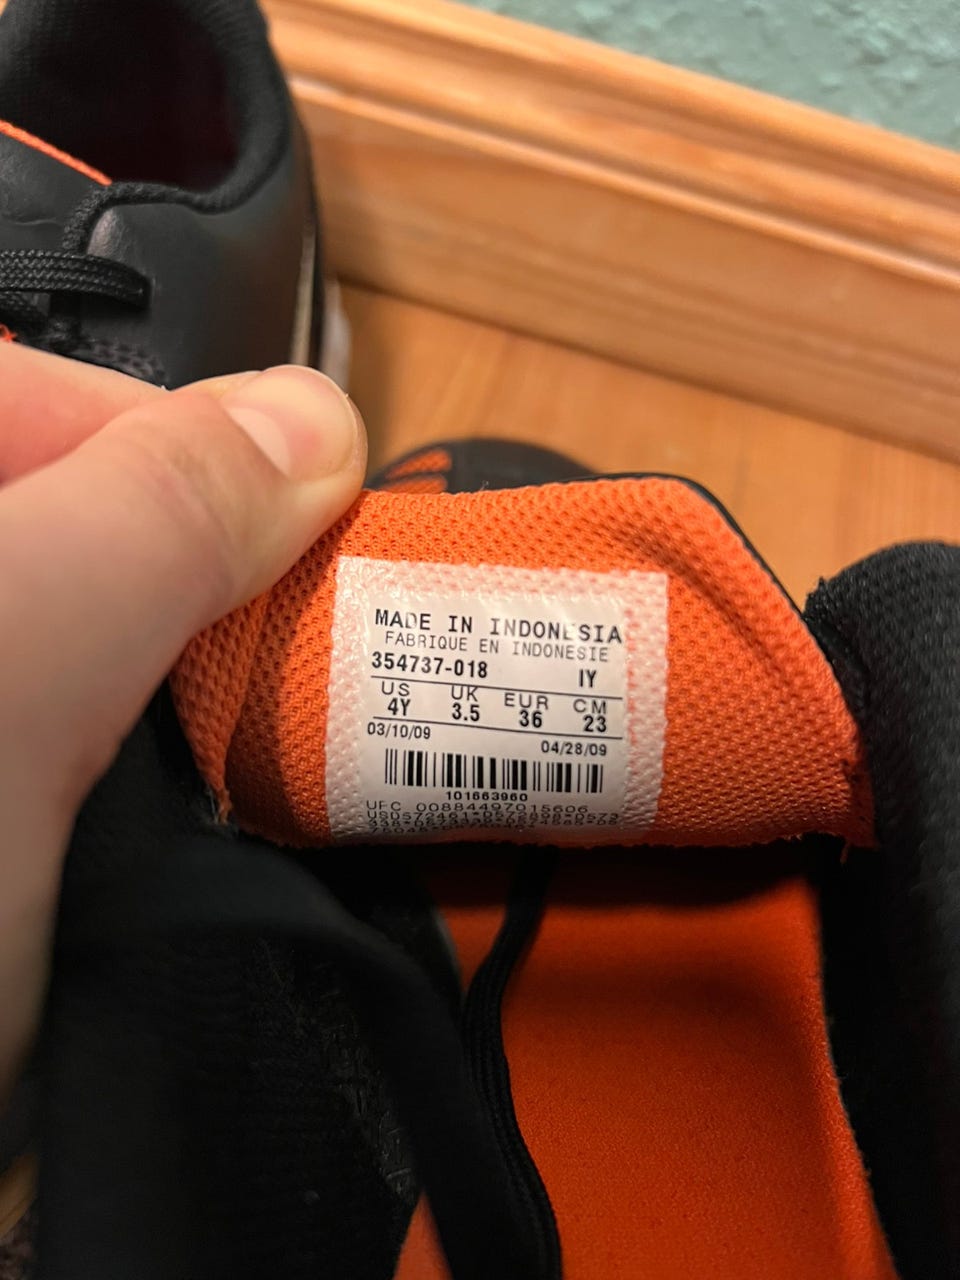 MADE IN INDONESIA
FABRIQUE EN INDONESIE
354737-018 IY
US UK EUR CM
4Y 3.5 36 23
03/10/09 04/28/09
101663960
UPC 00884497015606